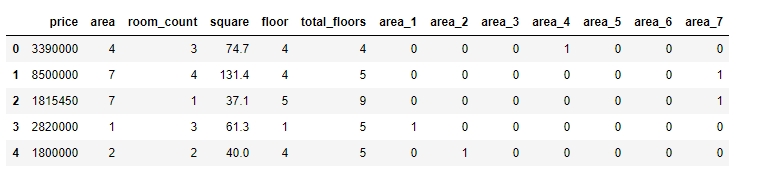 price area room_count square floor total_floors area_1 area_2 area_3 area_4 area_5 area_6 area_7
0 3390000 4 3 74.7 4 4 0 0 0 1 0 0 0
1 8500000 7 4 131.4 4 5 0 0 0 0 0 0 1
2 1815450 7 1 37.1 5 9 0 0 0 0 0 0 1
3 2820000 1 3 61.3 1 5 1 0 0 0 0 0 0
4 1800000 2 2 40.0 4 5 0 1 0 0 0 0 0